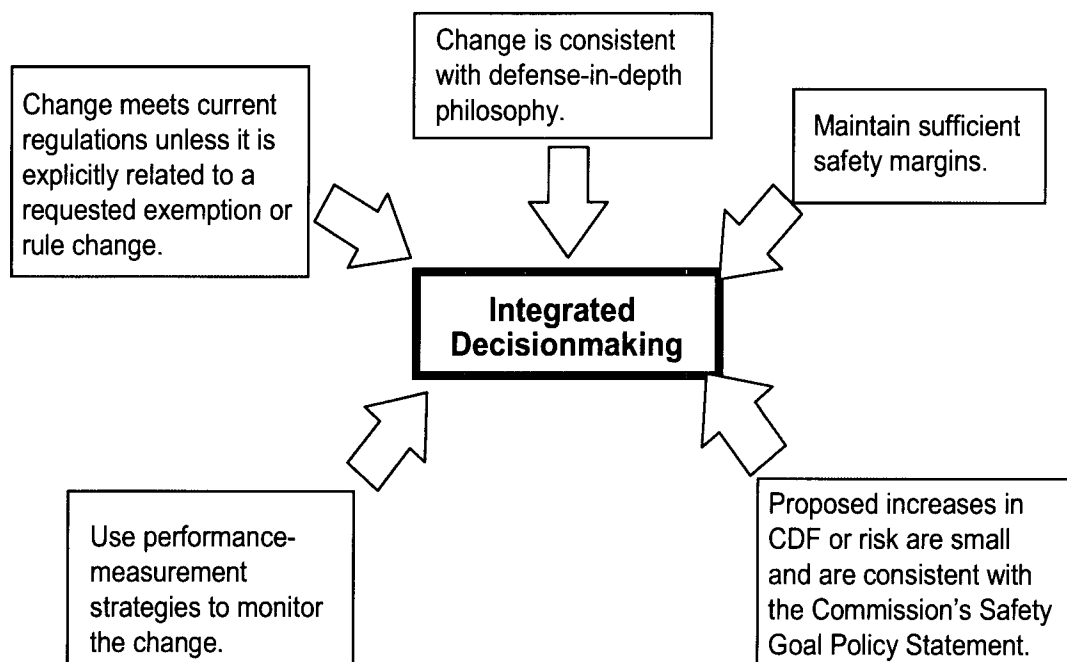 Change meets current
regulations unless it is
explicitly related to a
requested exemption or
rule change.
Change is consistent
with defense-in-depth
philosophy.
Maintain sufficient
safety margins.
Integrated
Decisionmaking
Use performance-
measurement
strategies to monitor
the change.
Proposed increases in
CDF or risk are small
and are consistent with
the Commission's Safety
Goal Policy Statement.